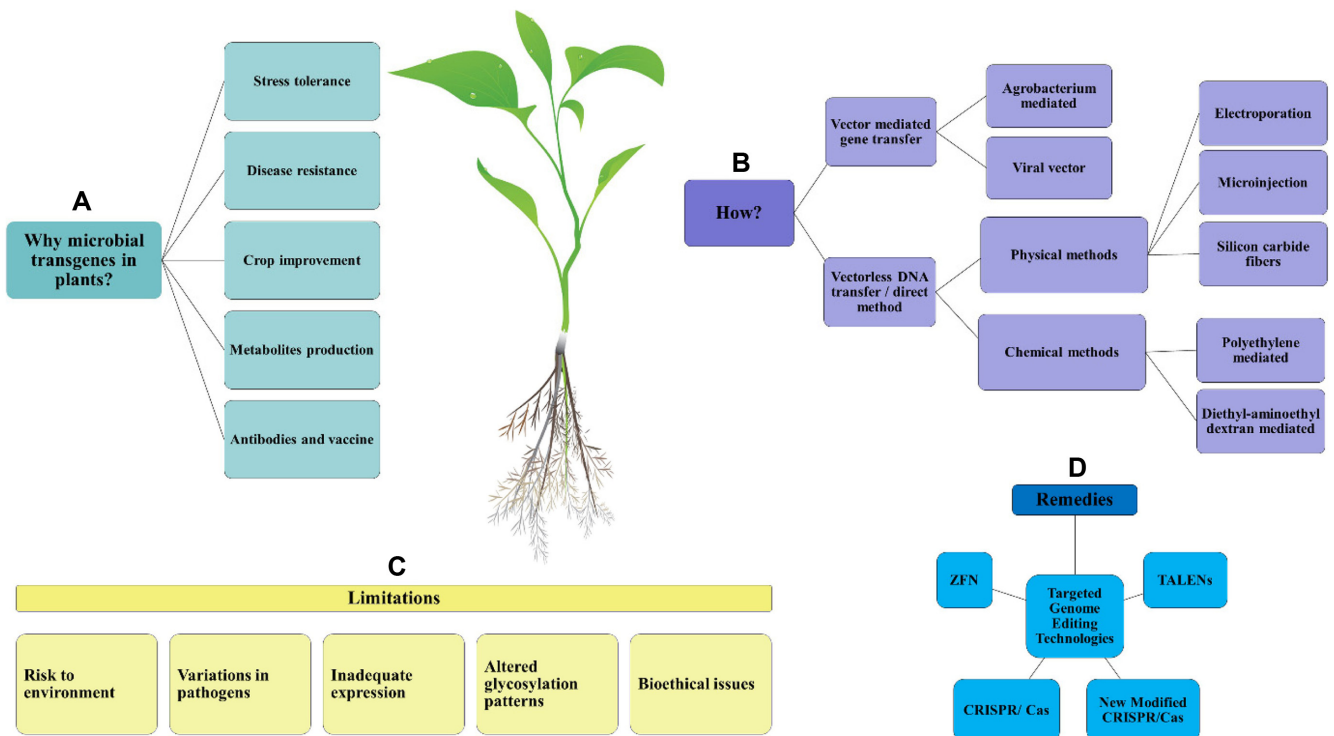 A
Why microbial
transgenes in
plants?
Stress tolerance
Disease resistance
Crop improvement
Metabolites production
Antibodies and vaccine
B
How?
Vector mediated
gene transfer
Agrobacterium
mediated
Viral vector
Vectorless DNA
transfer / direct
method
Physical methods
Electroporation
Microinjection
Silicon carbide
fibers
Chemical methods
Polyethylene
mediated
Diethyl-aminoethyl
dextran mediated
C
Limitations
Risk to
environment
Variations in
pathogens
Inadequate
expression
Altered
glycosylation
patterns
Bioethical issues
D
Remedies
ZFN
Targeted
Genome
Editing
Technologies
TALENs
CRISPR/ Cas
New Modified
CRISPR/Cas